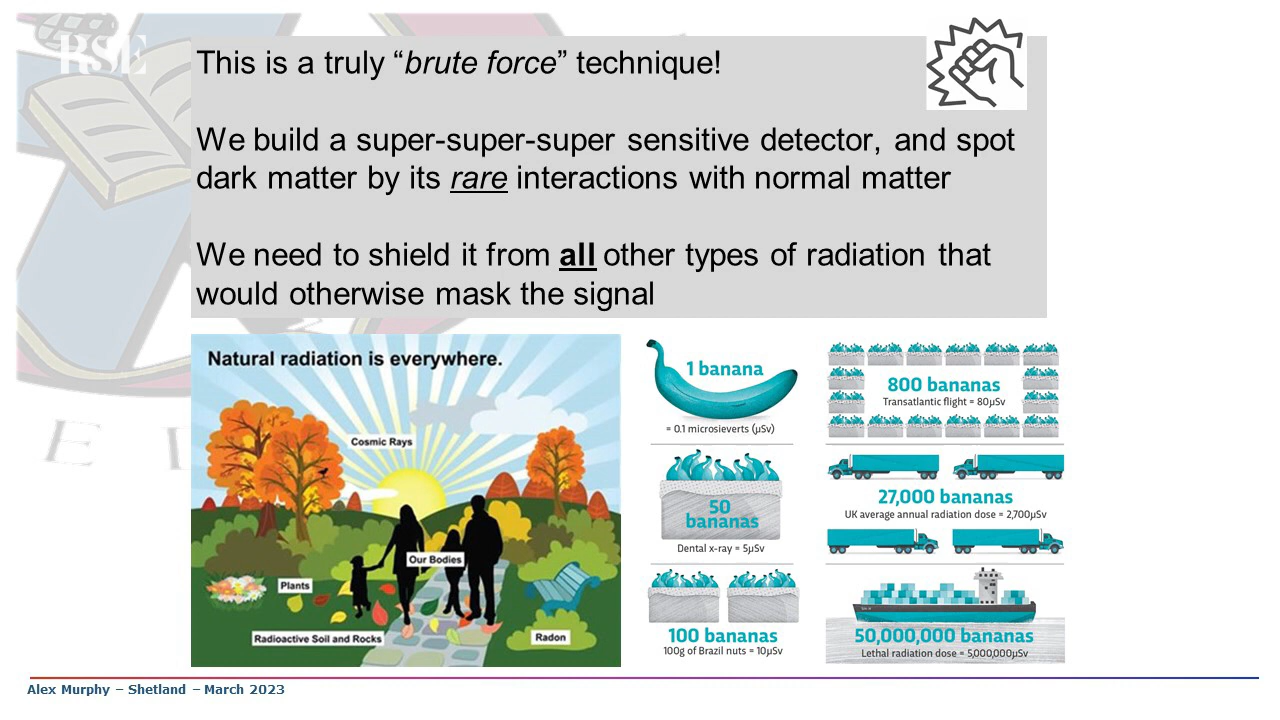 RSE
This is a truly “brute force” technique!
We build a super-super-super sensitive detector, and spot
dark matter by its rare interactions with normal matter
We need to shield it from all other types of radiation that
would otherwise mask the signal
Natural radiation is everywhere.
Cosmic Rays
Our Bodies
Plants
Radioactive Soil and Rocks
Radon
1 banana
= 0.1 microsieverts (µSv)
50
bananas
Dental x-ray = 5µSv
100 bananas
100g of Brazil nuts = 10µSv
800 bananas
Transatlantic flight = 80µSv
27,000 bananas
UK average annual radiation dose = 2,700µSv
50,000,000 bananas
Lethal radiation dose = 5,000,000µSv
Alex Murphy – Shetland – March 2023